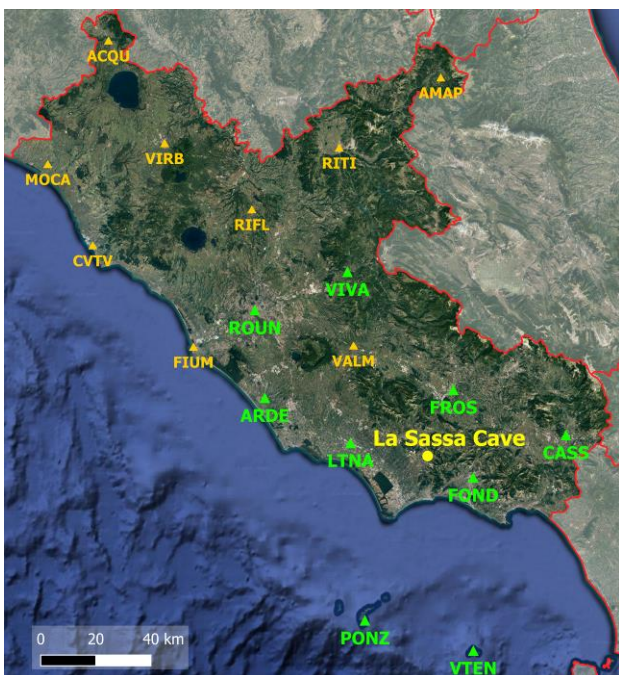 ACQU
AMAP
VIRB
RITI
MOCA
RIFL
CVTV
VIVA
ROUN
FIUM
VALM
FROS
ARDE
La Sassa Cave
CASS
LTNA
FOND
PONZ
0 20 40 km
VTEN